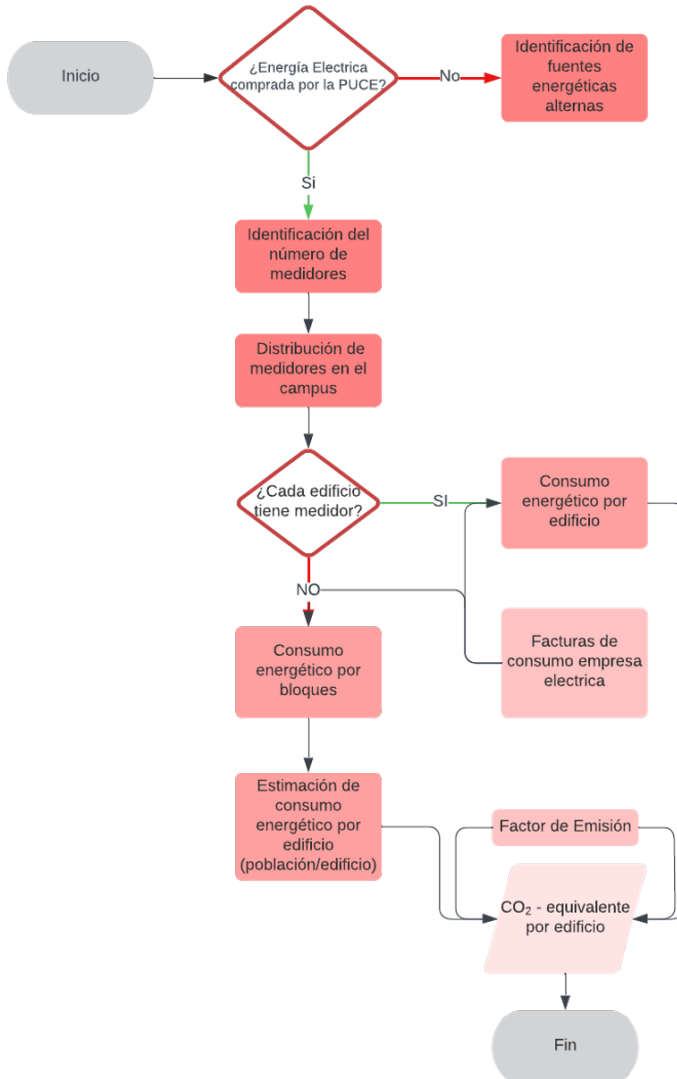 Inicio
¿Energía Electrica
comprada por la PUCE?
No
Identificación de
fuentes
energéticas
alternas
Si
Identificación del
número de
medidores
Distribución de
medidores en el
campus
¿Cada edificio
tiene medidor?
SI
Consumo
energético por
edificio
NO
Consumo
energético por
bloques
Facturas de
consumo empresa
electrica
Estimación de
consumo
energético por
edificio
(población/edificio)
Factor de Emisión
CO₂ - equivalente
por edificio
Fin